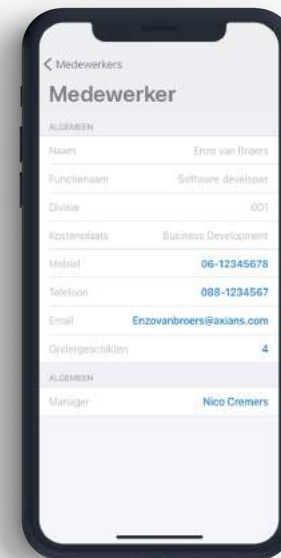 Medewerkers
Medewerker
ALGEMEEN
Naam Enzo van Broers
Functienaam Software developer
Divisie 001
Kostenplaats Business Development
Mobiel 06-12345678
Telefoon 088-1234567
Email Enzovanbroers@axians.com
Ondergeschikten 4
ALGEMEEN
Manager Nico Cremers